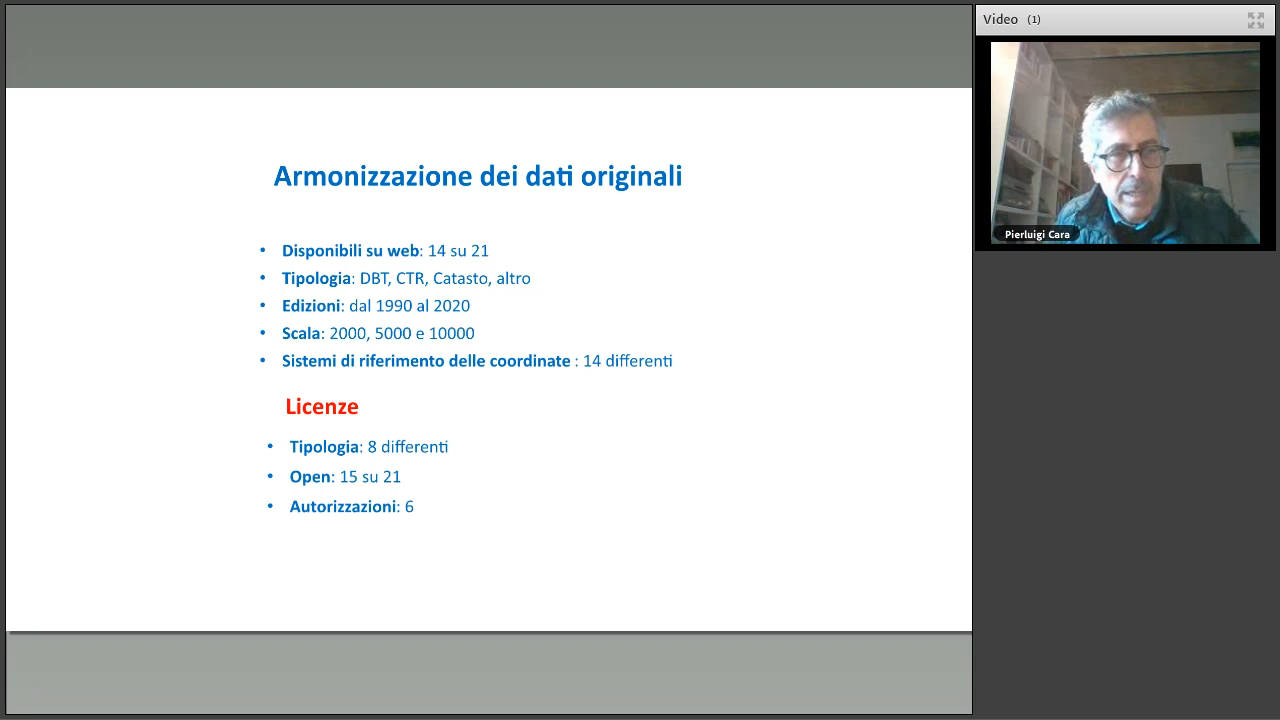 Armonizzazione dei dati originali
• Disponibili su web: 14 su 21
• Tipologia: DBT, CTR, Catasto, altro
• Edizioni: dal 1990 al 2020
• Scala: 2000, 5000 e 10000
• Sistemi di riferimento delle coordinate : 14 differenti
Licenze
• Tipologia: 8 differenti
• Open: 15 su 21
• Autorizzazioni: 6
Video (1)
Pierluigi Cara